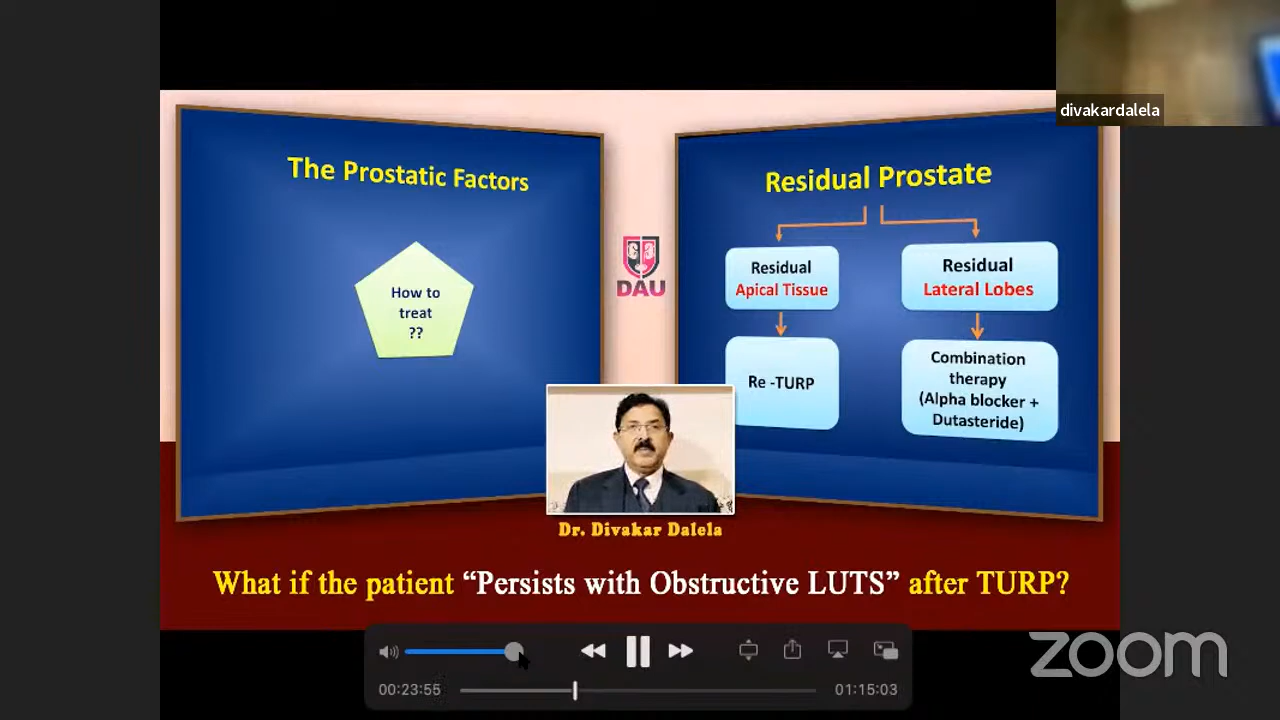 divakardalela
The Prostatic Factors
How to
treat
??
DAU
Residual Prostate
Residual
Apical Tissue
Residual
Lateral Lobes
Re -TURP
Combination
therapy
(Alpha blocker +
Dutasteride)
Dr. Divakar Dalela
What if the patient “Persists with Obstructive LUTS” after TURP?
00:23:55
01:15:03
zoom